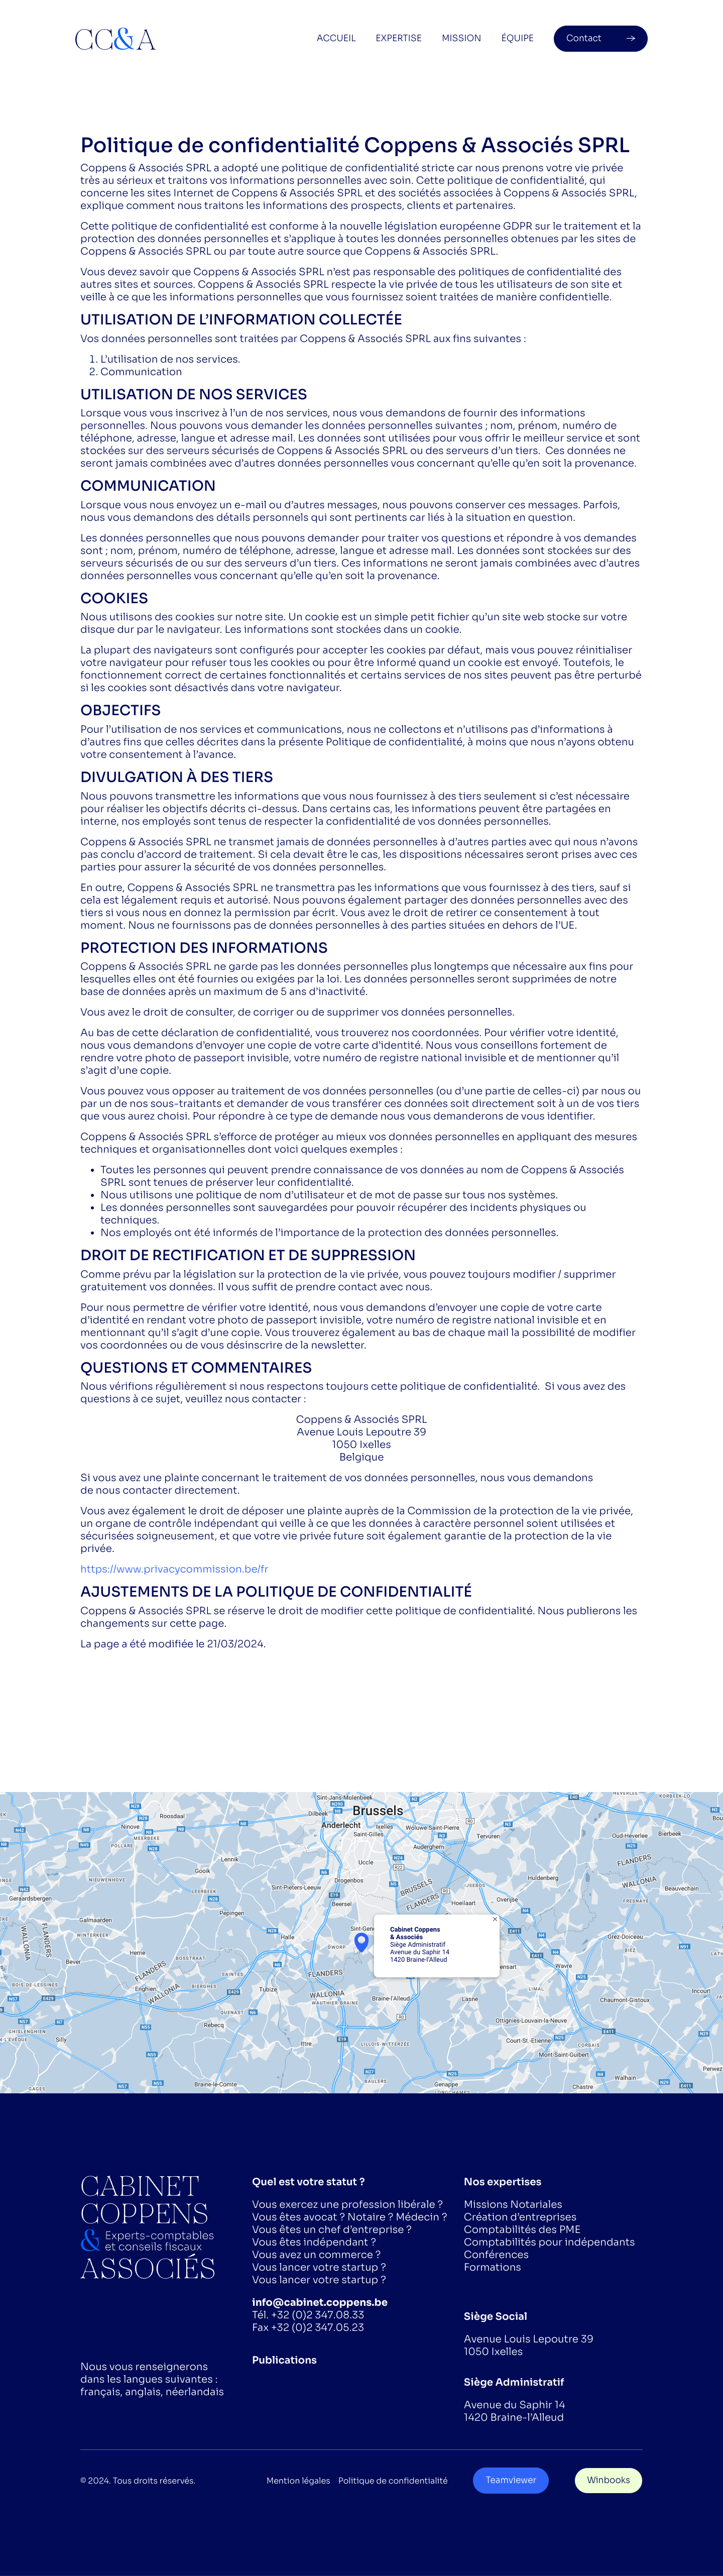 CC&A
ACCUEIL EXPERTISE MISSION ÉQUIPE Contact →
Politique de confidentialité Coppens & Associés SPRL
Coppens & Associés SPRL a adopté une politique de confidentialité stricte car nous prenons votre vie privée
très au sérieux et traitons vos informations personnelles avec soin. Cette politique de confidentialité, qui
concerne les sites Internet de Coppens & Associés SPRL et des sociétés associées à Coppens & Associés SPRL,
explique comment nous traitons les informations des prospects, clients et partenaires.
Cette politique de confidentialité est conforme à la nouvelle législation européenne GDPR sur le traitement et la
protection des données personnelles et s'applique à toutes les données personnelles obtenues par les sites de
Coppens & Associés SPRL ou par toute autre source que Coppens & Associés SPRL.
Vous devez savoir que Coppens & Associés SPRL n'est pas responsable des politiques de confidentialité des
autres sites et sources. Coppens & Associés SPRL respecte la vie privée de tous les utilisateurs de son site et
veille à ce que les informations personnelles que vous fournissez soient traitées de manière confidentielle.
UTILISATION DE L'INFORMATION COLLECTÉE
Vos données personnelles sont traitées par Coppens & Associés SPRL aux fins suivantes :
1. L'utilisation de nos services.
2. Communication
UTILISATION DE NOS SERVICES
Lorsque vous vous inscrivez à l'un de nos services, nous vous demandons de fournir des informations
personnelles. Nous pouvons vous demander les données personnelles suivantes ; nom, prénom, numéro de
téléphone, adresse, langue et adresse mail. Les données sont utilisées pour vous offrir le meilleur service et sont
stockées sur des serveurs sécurisés de Coppens & Associés SPRL ou des serveurs d'un tiers. Ces données ne
seront jamais combinées avec d'autres données personnelles vous concernant qu'elle qu'en soit la provenance.
COMMUNICATION
Lorsque vous nous envoyez un e-mail ou d'autres messages, nous pouvons conserver ces messages. Parfois,
nous vous demandons des détails personnels qui sont pertinents car liés à la situation en question.
Les données personnelles que nous pouvons demander pour traiter vos questions et répondre à vos demandes
sont ; nom, prénom, numéro de téléphone, adresse, langue et adresse mail. Les données sont stockées sur des
serveurs sécurisés de ou sur des serveurs d'un tiers. Ces informations ne seront jamais combinées avec d'autres
données personnelles vous concernant qu'elle qu'en soit la provenance.
COOKIES
Nous utilisons des cookies sur notre site. Un cookie est un simple petit fichier qu'un site web stocke sur votre
disque dur par le navigateur. Les informations sont stockées dans un cookie.
La plupart des navigateurs sont configurés pour accepter les cookies par défaut, mais vous pouvez réinitialiser
votre navigateur pour refuser tous les cookies ou pour être informé quand un cookie est envoyé. Toutefois, le
fonctionnement correct de certaines fonctionnalités et certains services de nos sites peuvent pas être perturbé
si les cookies sont désactivés dans votre navigateur.
OBJECTIFS
Pour l'utilisation de nos services et communications, nous ne collectons et n'utilisons pas d'informations à
d'autres fins que celles décrites dans la présente Politique de confidentialité, à moins que nous n'ayons obtenu
votre consentement à l'avance.
DIVULGATION À DES TIERS
Nous pouvons transmettre les informations que vous nous fournissez à des tiers seulement si c'est nécessaire
pour réaliser les objectifs décrits ci-dessus. Dans certains cas, les informations peuvent être partagées en
interne, nos employés sont tenus de respecter la confidentialité de vos données personnelles.
Coppens & Associés SPRL ne transmet jamais de données personnelles à d'autres parties avec qui nous n'avons
pas conclu d'accord de traitement. Si cela devait être le cas, les dispositions nécessaires seront prises avec ces
parties pour assurer la sécurité de vos données personnelles.
En outre, Coppens & Associés SPRL ne transmettra pas les informations que vous fournissez à des tiers, sauf si
cela est légalement requis et autorisé. Nous pouvons également partager des données personnelles avec des
tiers si vous nous en donnez la permission par écrit. Vous avez le droit de retirer ce consentement à tout
moment. Nous ne fournissons pas de données personnelles à des parties situées en dehors de l'UE.
PROTECTION DES INFORMATIONS
Coppens & Associés SPRL ne garde pas les données personnelles plus longtemps que nécessaire aux fins pour
lesquelles elles ont été fournies ou exigées par la loi. Les données personnelles seront supprimées de notre
base de données après un maximum de 5 ans d'inactivité.
Vous avez le droit de consulter, de corriger ou de supprimer vos données personnelles.
Au bas de cette déclaration de confidentialité, vous trouverez nos coordonnées. Pour vérifier votre identité,
nous vous demandons d'envoyer une copie de votre carte d'identité. Nous vous conseillons fortement de
rendre votre photo de passeport invisible, votre numéro de registre national invisible et de mentionner qu'il
s'agit d'une copie.
Vous pouvez vous opposer au traitement de vos données personnelles (ou d'une partie de celles-ci) par nous ou
par un de nos sous-traitants et demander de vous transférer ces données soit directement soit à un de vos tiers
que vous aurez choisi. Pour répondre à ce type de demande nous vous demanderons de vous identifier.
Coppens & Associés SPRL s'efforce de protéger au mieux vos données personnelles en appliquant des mesures
techniques et organisationnelles dont voici quelques exemples :
• Toutes les personnes qui peuvent prendre connaissance de vos données au nom de Coppens & Associés
SPRL sont tenues de préserver leur confidentialité.
• Nous utilisons une politique de nom d'utilisateur et de mot de passe sur tous nos systèmes.
• Les données personnelles sont sauvegardées pour pouvoir récupérer des incidents physiques ou
techniques.
• Nos employés ont été informés de l'importance de la protection des données personnelles.
DROIT DE RECTIFICATION ET DE SUPPRESSION
Comme prévu par la législation sur la protection de la vie privée, vous pouvez toujours modifier / supprimer
gratuitement vos données. Il vous suffit de prendre contact avec nous.
Pour nous permettre de vérifier votre identité, nous vous demandons d'envoyer une copie de votre carte
d'identité en rendant votre photo de passeport invisible, votre numéro de registre national invisible et en
mentionnant qu'il s'agit d'une copie. Vous trouverez également au bas de chaque mail la possibilité de modifier
vos coordonnées ou de vous désinscrire de la newsletter.
QUESTIONS ET COMMENTAIRES
Nous vérifions régulièrement si nous respectons toujours cette politique de confidentialité. Si vous avez des
questions à ce sujet, veuillez nous contacter :
Coppens & Associés SPRL
Avenue Louis Lepoutre 39
1050 Ixelles
Belgique
Si vous avez une plainte concernant le traitement de vos données personnelles, nous vous demandons
de nous contacter directement.
Vous avez également le droit de déposer une plainte auprès de la Commission de la protection de la vie privée,
un organe de contrôle indépendant qui veille à ce que les données à caractère personnel soient utilisées et
sécurisées soigneusement, et que votre vie privée future soit également garantie de la protection de la vie
privée.
https://www.privacycommission.be/fr
AJUSTEMENTS DE LA POLITIQUE DE CONFIDENTIALITÉ
Coppens & Associés SPRL se réserve le droit de modifier cette politique de confidentialité. Nous publierons les
changements sur cette page.
La page a été modifiée le 21/03/2024.
Brussels
Anderlecht
Cabinet Coppens
& Associés
Siège Administratif
Avenue du Saphir 14
1420 Braine-l'Alleud
CABINET
COPPENS
& Experts-comptables
et conseils fiscaux
ASSOCIÉS
Nous vous renseignerons
dans les langues suivantes :
français, anglais, néerlandais
Quel est votre statut ?
Vous exercez une profession libérale ?
Vous êtes avocat ? Notaire ? Médecin ?
Vous êtes un chef d'entreprise ?
Vous êtes indépendant ?
Vous avez un commerce ?
Vous lancer votre startup ?
Vous lancer votre startup ?
info@cabinet.coppens.be
Tél. +32 (0)2 347.08.33
Fax +32 (0)2 347.05.23
Publications
Nos expertises
Missions Notariales
Création d'entreprises
Comptabilités des PME
Comptabilités pour indépendants
Conférences
Formations
Siège Social
Avenue Louis Lepoutre 39
1050 Ixelles
Siège Administratif
Avenue du Saphir 14
1420 Braine-l'Alleud
© 2024. Tous droits réservés. Mention légales Politique de confidentialité Teamviewer Winbooks